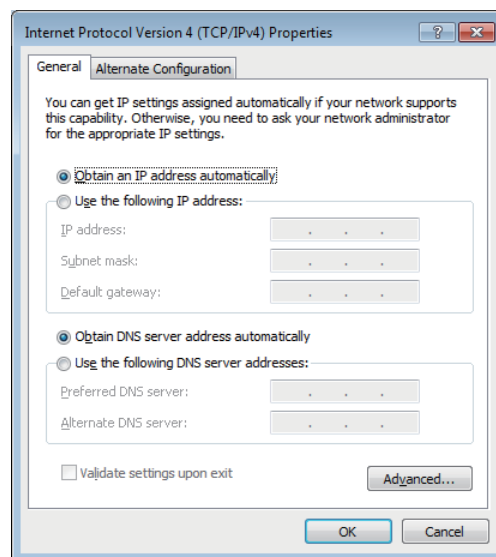 Internet Protocol Version 4 (TCP/IPv4) Properties
?
General
Alternate Configuration
You can get IP settings assigned automatically if your network supports
this capability. Otherwise, you need to ask your network administrator
for the appropriate IP settings.
Obtain an IP address automatically
Use the following IP address:
IP address:
Subnet mask:
Default gateway:
Obtain DNS server address automatically
Use the following DNS server addresses:
Preferred DNS server:
Alternate DNS server:
Validate settings upon exit
Advanced...
OK
Cancel